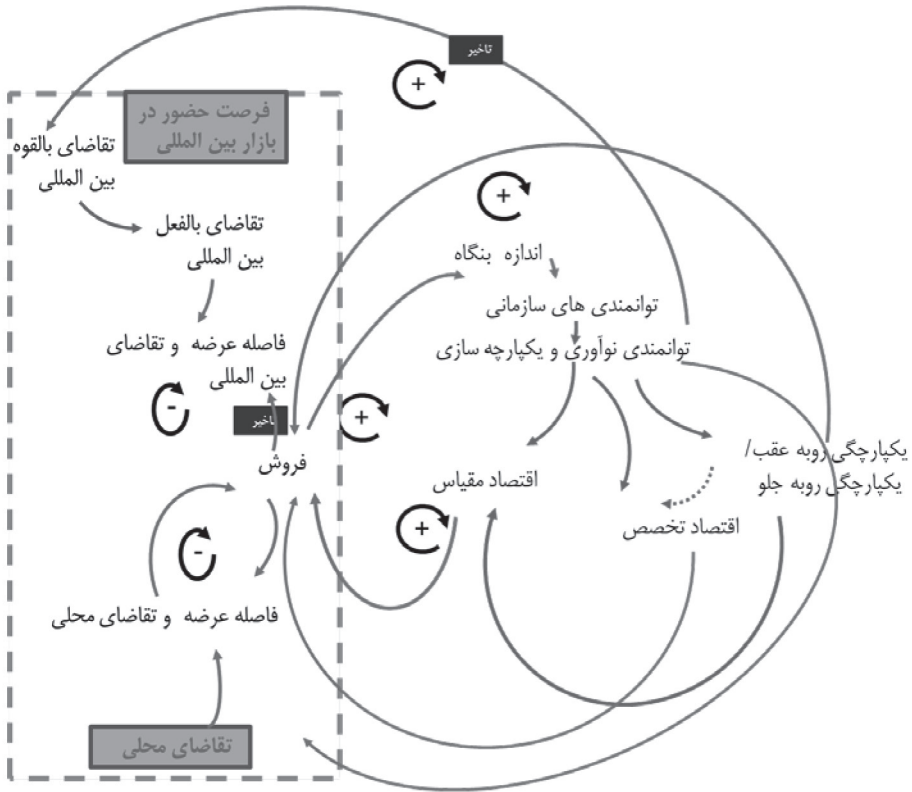 تاخیر
+
فرصت حضور در
بازار بین المللی
تقاضای بالقوه
بین المللی
+
تقاضای بالفعل
بین المللی
اندازه بنگاه
توانمندی های سازمانی
فاصله عرضه و تقاضای
بین المللی
توانمندی نوآوری و یکپارچه سازی
-
تاخیر
+
فروش
یکپارچگی روبه عقب/
یکپارچگی روبه جلو
اقتصاد مقیاس
+
اقتصاد تخصص
-
فاصله عرضه و تقاضای محلی
تقاضای محلی